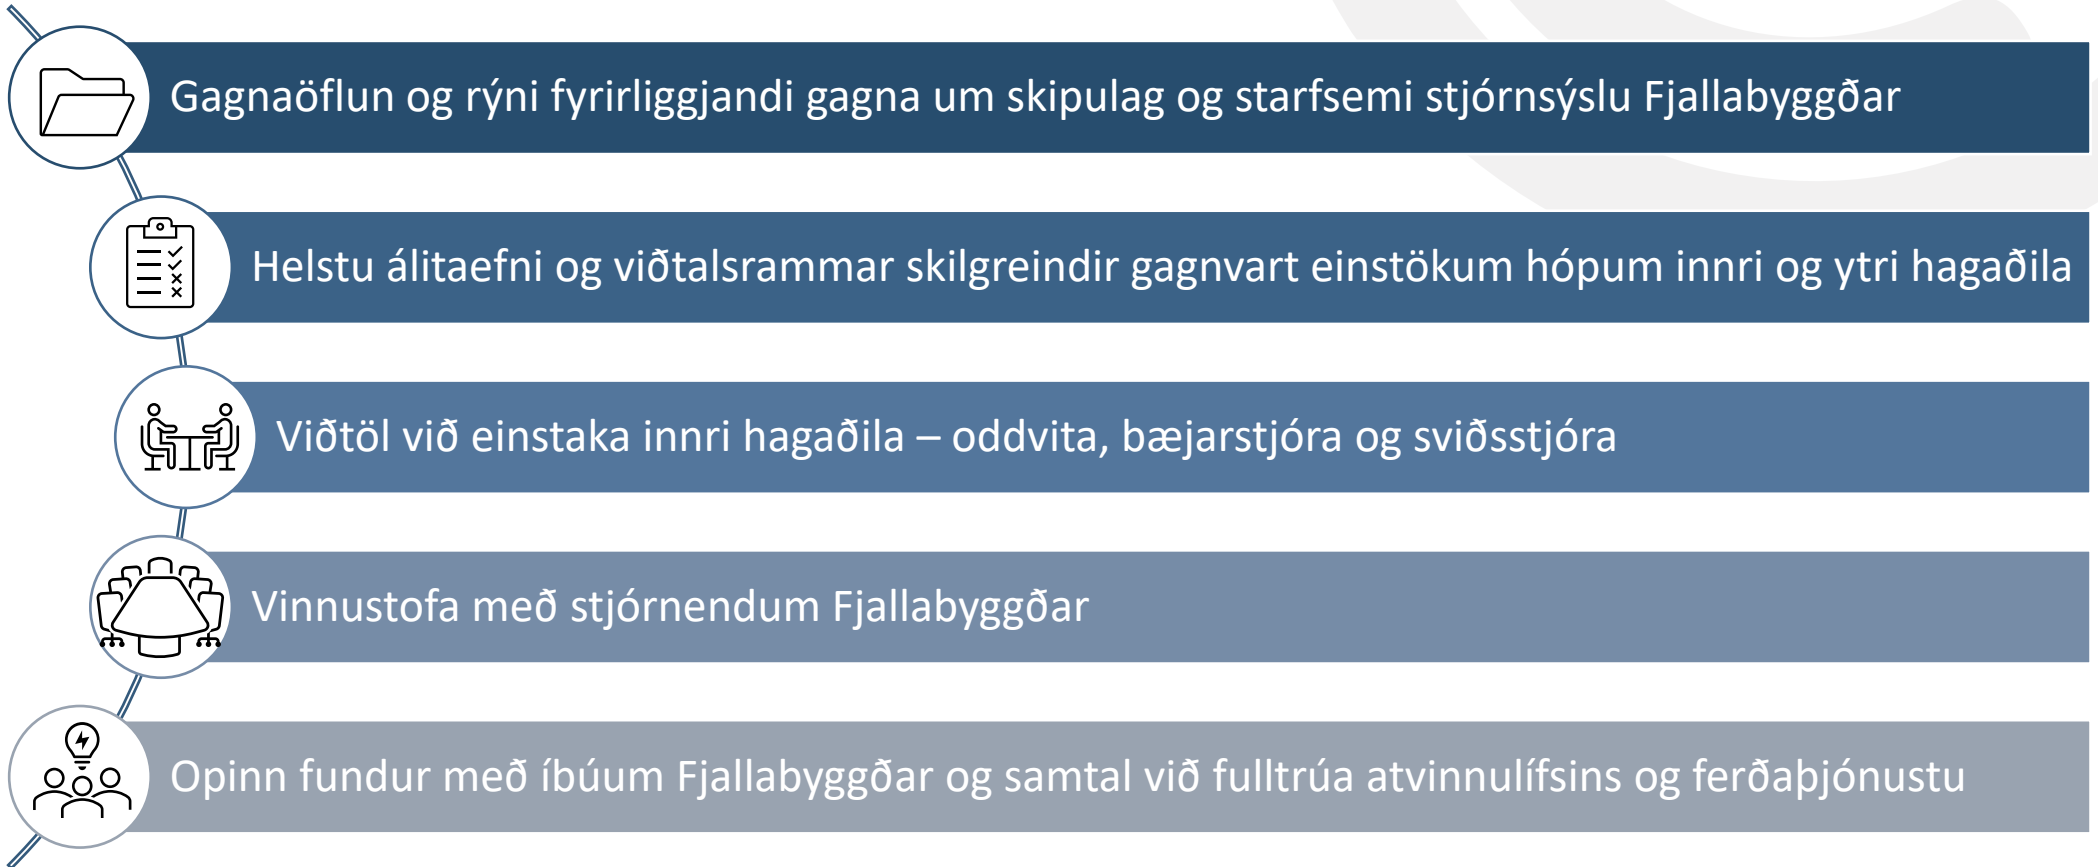 Gagnaöflun og rýni fyrirliggjandi gagna um skipulag og starfsemi stjórnsýslu Fjallabyggðar
Helstu álitaefni og viðtalsrammar skilgreindir gagnvart einstökum hópum innri og ytri hagaðila
Viðtöl við einstaka innri hagaðila – oddvita, bæjarstjóra og sviðsstjóra
Vinnustofa með stjórnendum Fjallabyggðar
Opinn fundur með íbúum Fjallabyggðar og samtal við fulltrúa atvinnulífsins og ferðaþjónustu